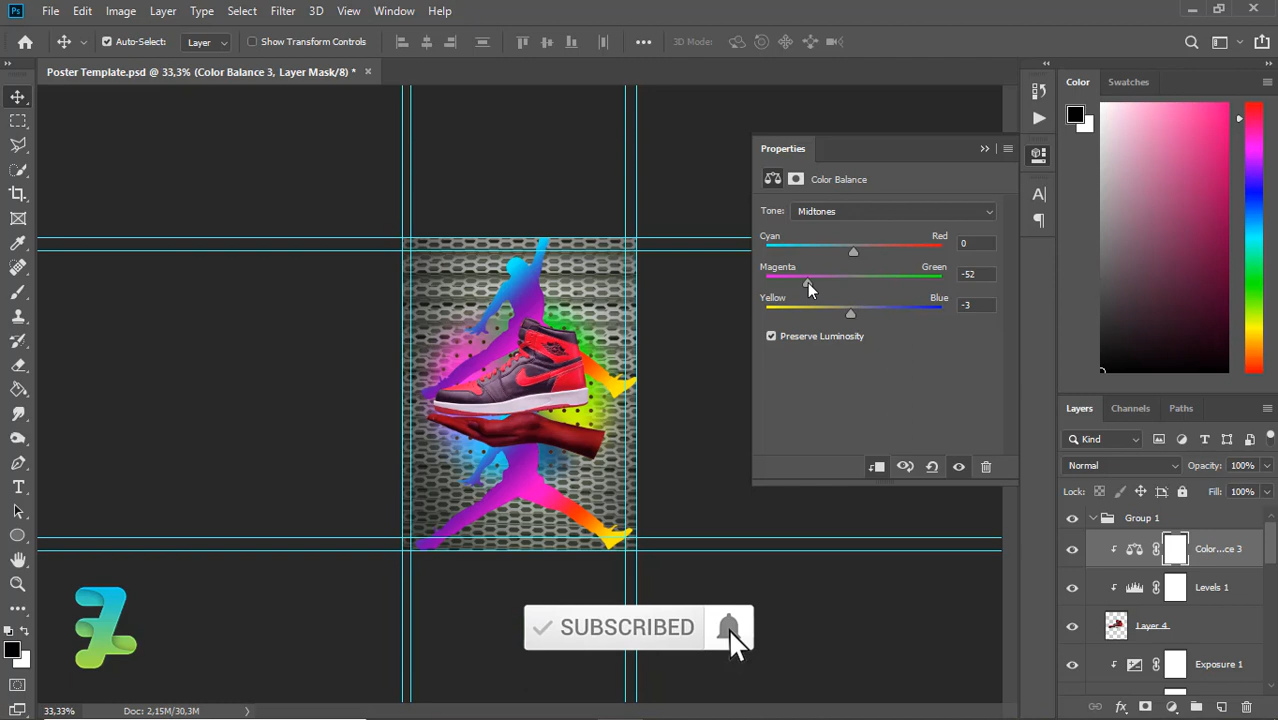 Ps File Edit Image Layer Type Select Filter 3D View Window Help
Auto-Select: Layer Show Transform Controls 3D Mode:
Poster Template.psd @ 33,3% (Color Balance 3, Layer Mask/8) *
Color Swatches
Properties
Color Balance
Tone: Midtones
Cyan Red 0
Magenta Green -52
Yellow Blue -3
Preserve Luminosity
Layers Channels Paths
Kind
Normal Opacity: 100%
Lock: Fill: 100%
Group 1
Color...ce 3
Levels 1
Layer 4
Exposure 1
SUBSCRIBED
33,33% Doc: 2,15M/30,3M